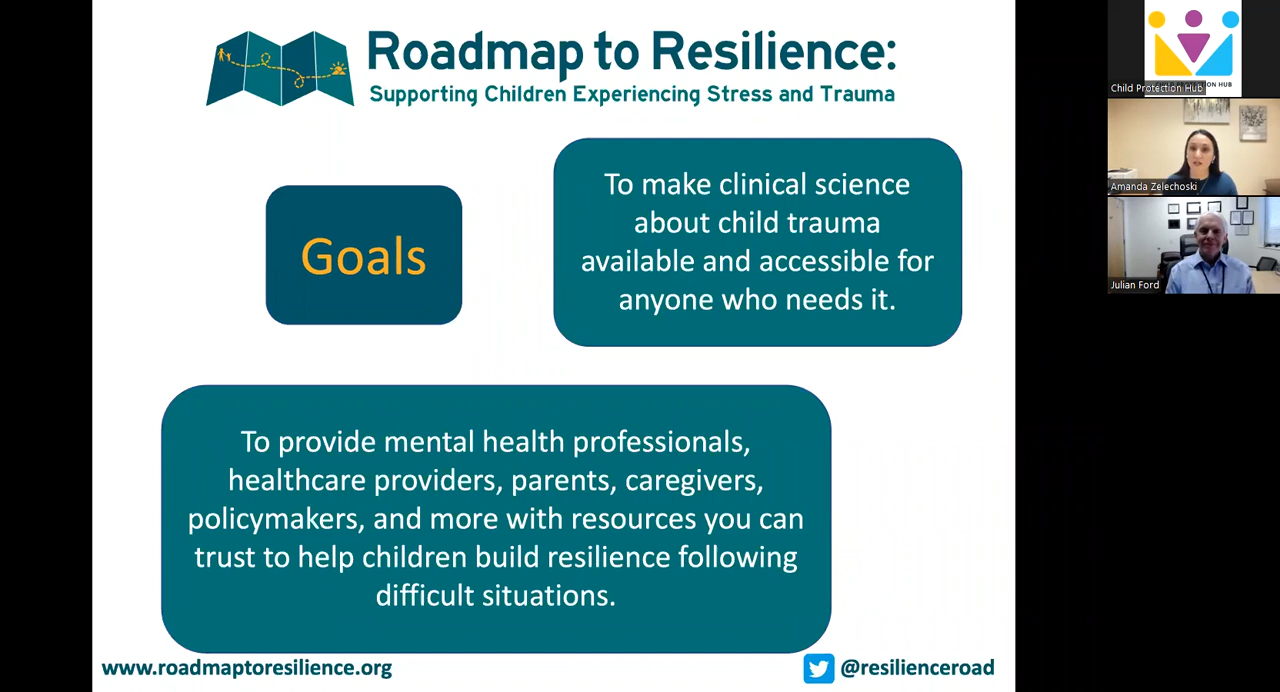 Roadmap to Resilience:
Supporting Children Experiencing Stress and Trauma
Goals
To make clinical science
about child trauma
available and accessible for
anyone who needs it.
To provide mental health professionals,
healthcare providers, parents, caregivers,
policymakers, and more with resources you can
trust to help children build resilience following
difficult situations.
www.roadmaptoresilience.org
@resilienceroad
ON HUB
Child Protection Hub
Amanda Zelechoski
Julian Ford